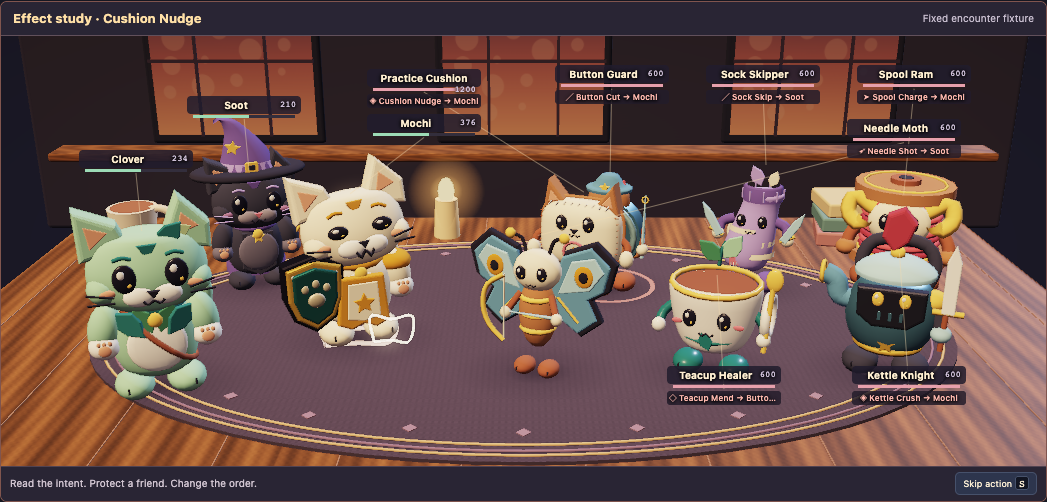 Effect study · Cushion Nudge
Fixed encounter fixture
Practice Cushion
1200
◈ Cushion Nudge → Mochi
Button Guard 600
⟋ Button Cut → Mochi
Sock Skipper 600
⟋ Sock Skip → Soot
Spool Ram 600
➤ Spool Charge → Mochi
Soot 210
Mochi 376
Needle Moth 600
➶ Needle Shot → Soot
Clover 234
Teacup Healer 600
◇ Teacup Mend → Butto...
Kettle Knight 600
◈ Kettle Crush → Mochi
Read the intent. Protect a friend. Change the order.
Skip action S